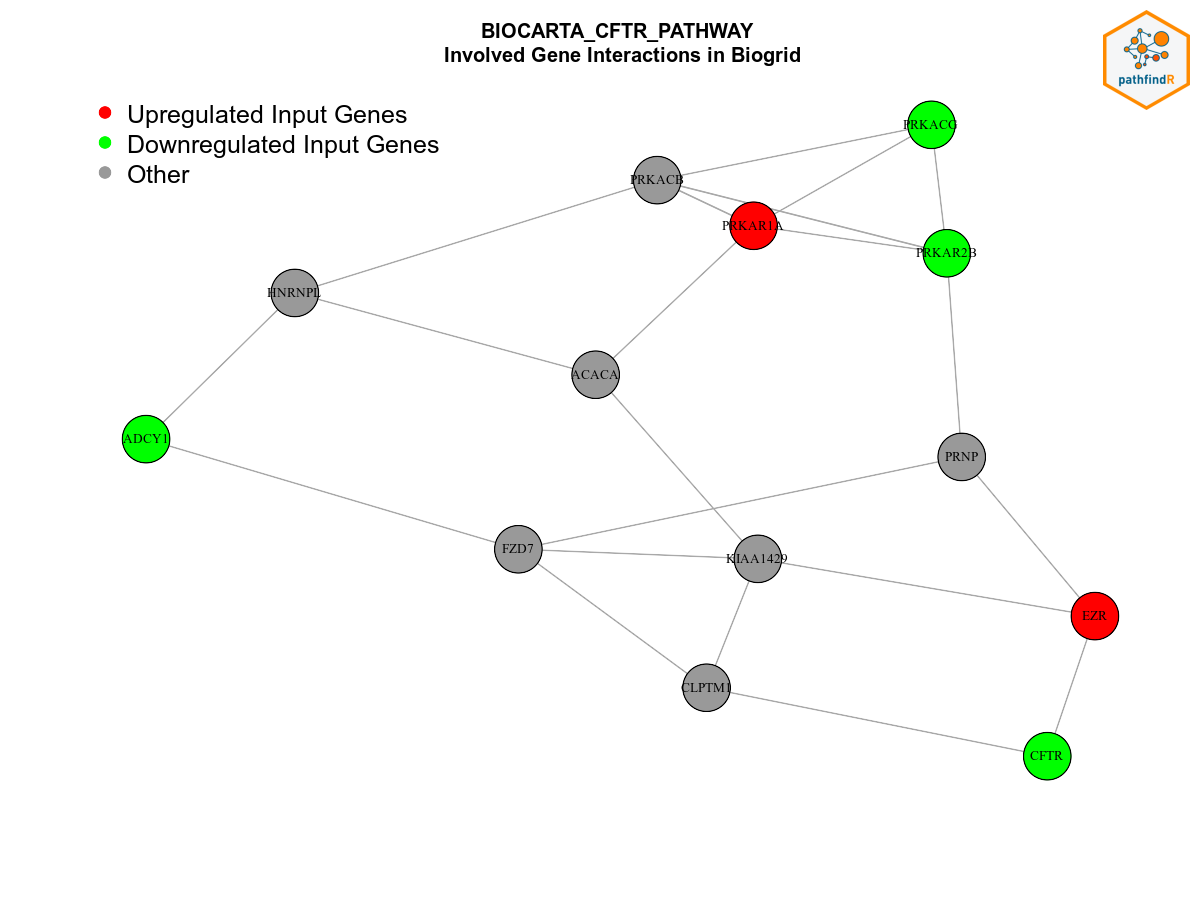 BIOCARTA_CFTR_PATHWAY
Involved Gene Interactions in Biogrid
pathfindR
Upregulated Input Genes
Downregulated Input Genes
Other
PRKACG
PRKACB
PRKAR1A
PRKAR2B
HNRNPL
ACACA
ADCY1
PRNP
FZD7
KIAA1429
EZR
CLPTM1
CFTR